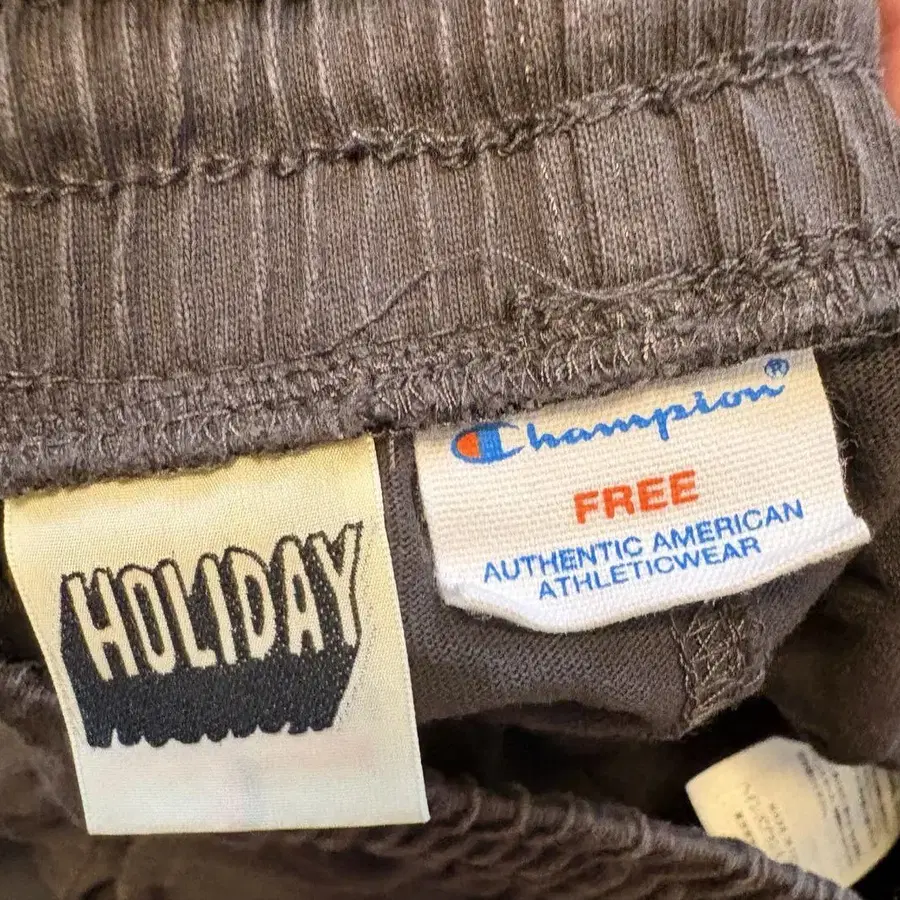 HOLIDAY
Champion®
FREE
AUTHENTIC AMERICAN
ATHLETICWEAR